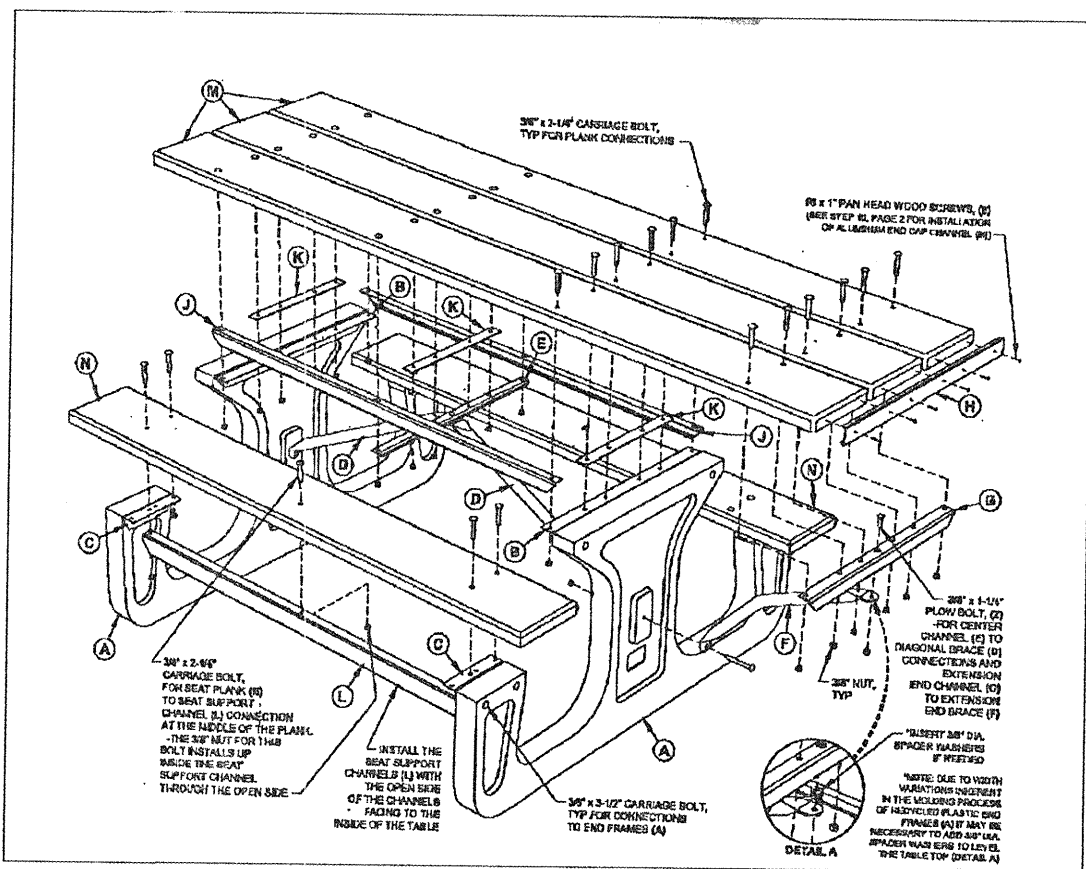 M
3/8" x 2-1/4" CARRIAGE BOLT,
TYP FOR PLANK CONNECTIONS
x 1" PAN HEAD WOOD SCREWS,
(SEE STEP PAGE 2 FOR INSTALLATION
OF ALUMINUM END CAP CHANNEL (H))
K
B
J
K
E
N
K
H
J
D
N
D
G
C
B
3/8" x 1-1/4"
PLOW BOLT,
-FOR CENTER
CHANNEL (E) TO
DIAGONAL BRACE (D)
CONNECTIONS AND
EXTENSION
END CHANNEL (G)
TO EXTENSION
END BRACE (F)
F
A
C
3/8" NUT,
TYP
3/8" x
CARRIAGE BOLT,
FOR SEAT PLANK (N)
TO SEAT SUPPORT
CHANNEL (L) CONNECTION
AT THE MIDDLE OF THE PLANK.
-THE 3/8" NUT FOR THIS
BOLT INSTALLS UP
INSIDE THE SEAT
SUPPORT CHANNEL
THROUGH THE OPEN SIDE
L
A
INSTALL THE
SEAT SUPPORT
CHANNELS (L) WITH
THE OPEN SIDE
OF THE CHANNELS
FACING TO THE
INSIDE OF THE TABLE
3/8" x 3-1/2" CARRIAGE BOLT,
TYP FOR CONNECTIONS
TO END FRAMES (A)
*INSERT 3/8" DIA.
SPACER WASHERS
IF NEEDED
*NOTE: DUE TO WIDTH
VARIATIONS INHERENT
IN THE MOLDING PROCESS
OF RECYCLED PLASTIC END
FRAMES (A) IT MAY BE
NECESSARY TO ADD 3/8" DIA.
SPACER WASHERS TO LEVEL
THE TABLE TOP (DETAIL A)
DETAIL A